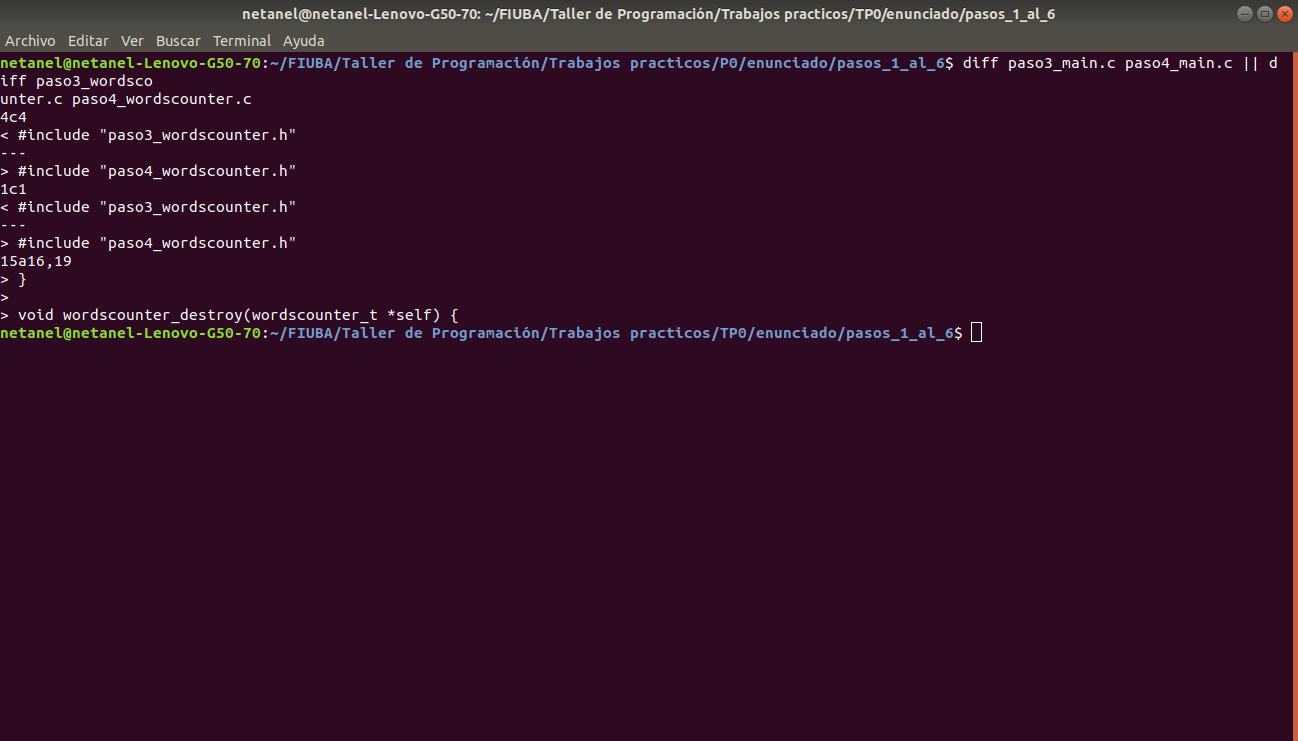 netanel@netanel-Lenovo-G50-70: ~/FIUBA/Taller de Programación/Trabajos practicos/TP0/enunciado/pasos_1_al_6
Archivo Editar Ver Buscar Terminal Ayuda
netanel@netanel-Lenovo-G50-70:~/FIUBA/Taller de Programación/Trabajos practicos/P0/enunciado/pasos_1_al_6$ diff paso3_main.c paso4_main.c || d
iff paso3_wordsco
unter.c paso4_wordscounter.c
4c4
< #include "paso3_wordscounter.h"
---
> #include "paso4_wordscounter.h"
1c1
< #include "paso3_wordscounter.h"
---
> #include "paso4_wordscounter.h"
15a16,19
> }
>
> void wordscounter_destroy(wordscounter_t *self) {
netanel@netanel-Lenovo-G50-70:~/FIUBA/Taller de Programación/Trabajos practicos/TP0/enunciado/pasos_1_al_6$